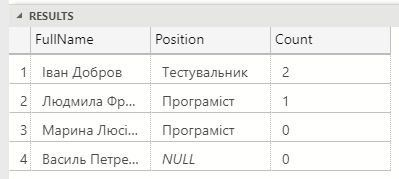 RESULTS
FullName Position Count
1 Іван Добров Тестувальник 2
2 Людмила Фр... Програміст 1
3 Марина Люсі... Програміст 0
4 Василь Петре... NULL 0